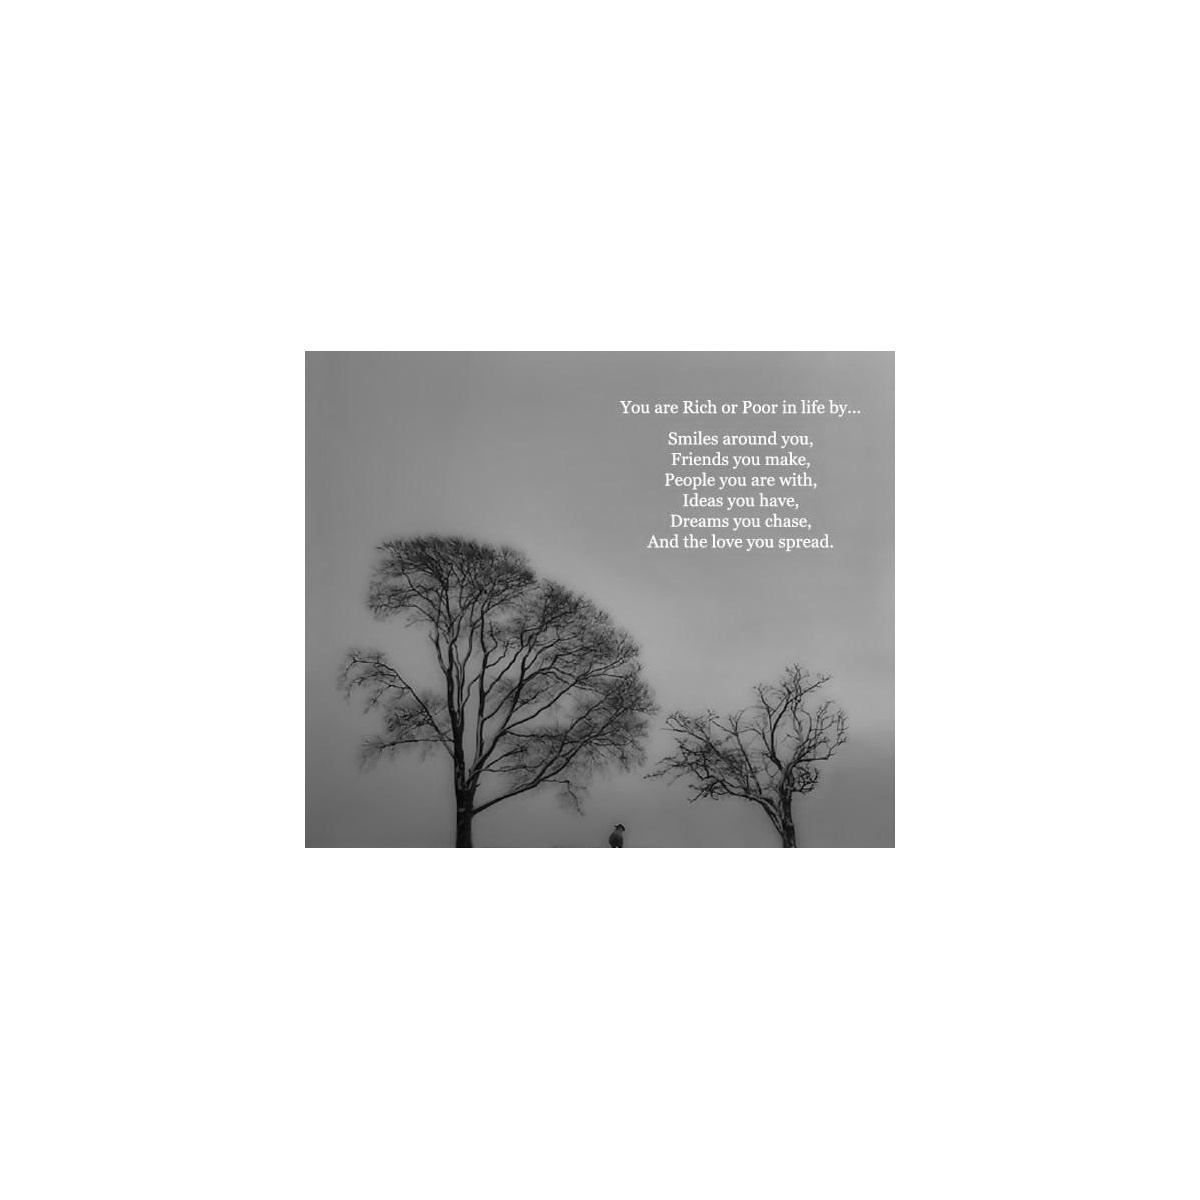 You are Rich or Poor in life by...
Smiles around you,
Friends you make,
People you are with,
Ideas you have,
Dreams you chase,
And the love you spread.